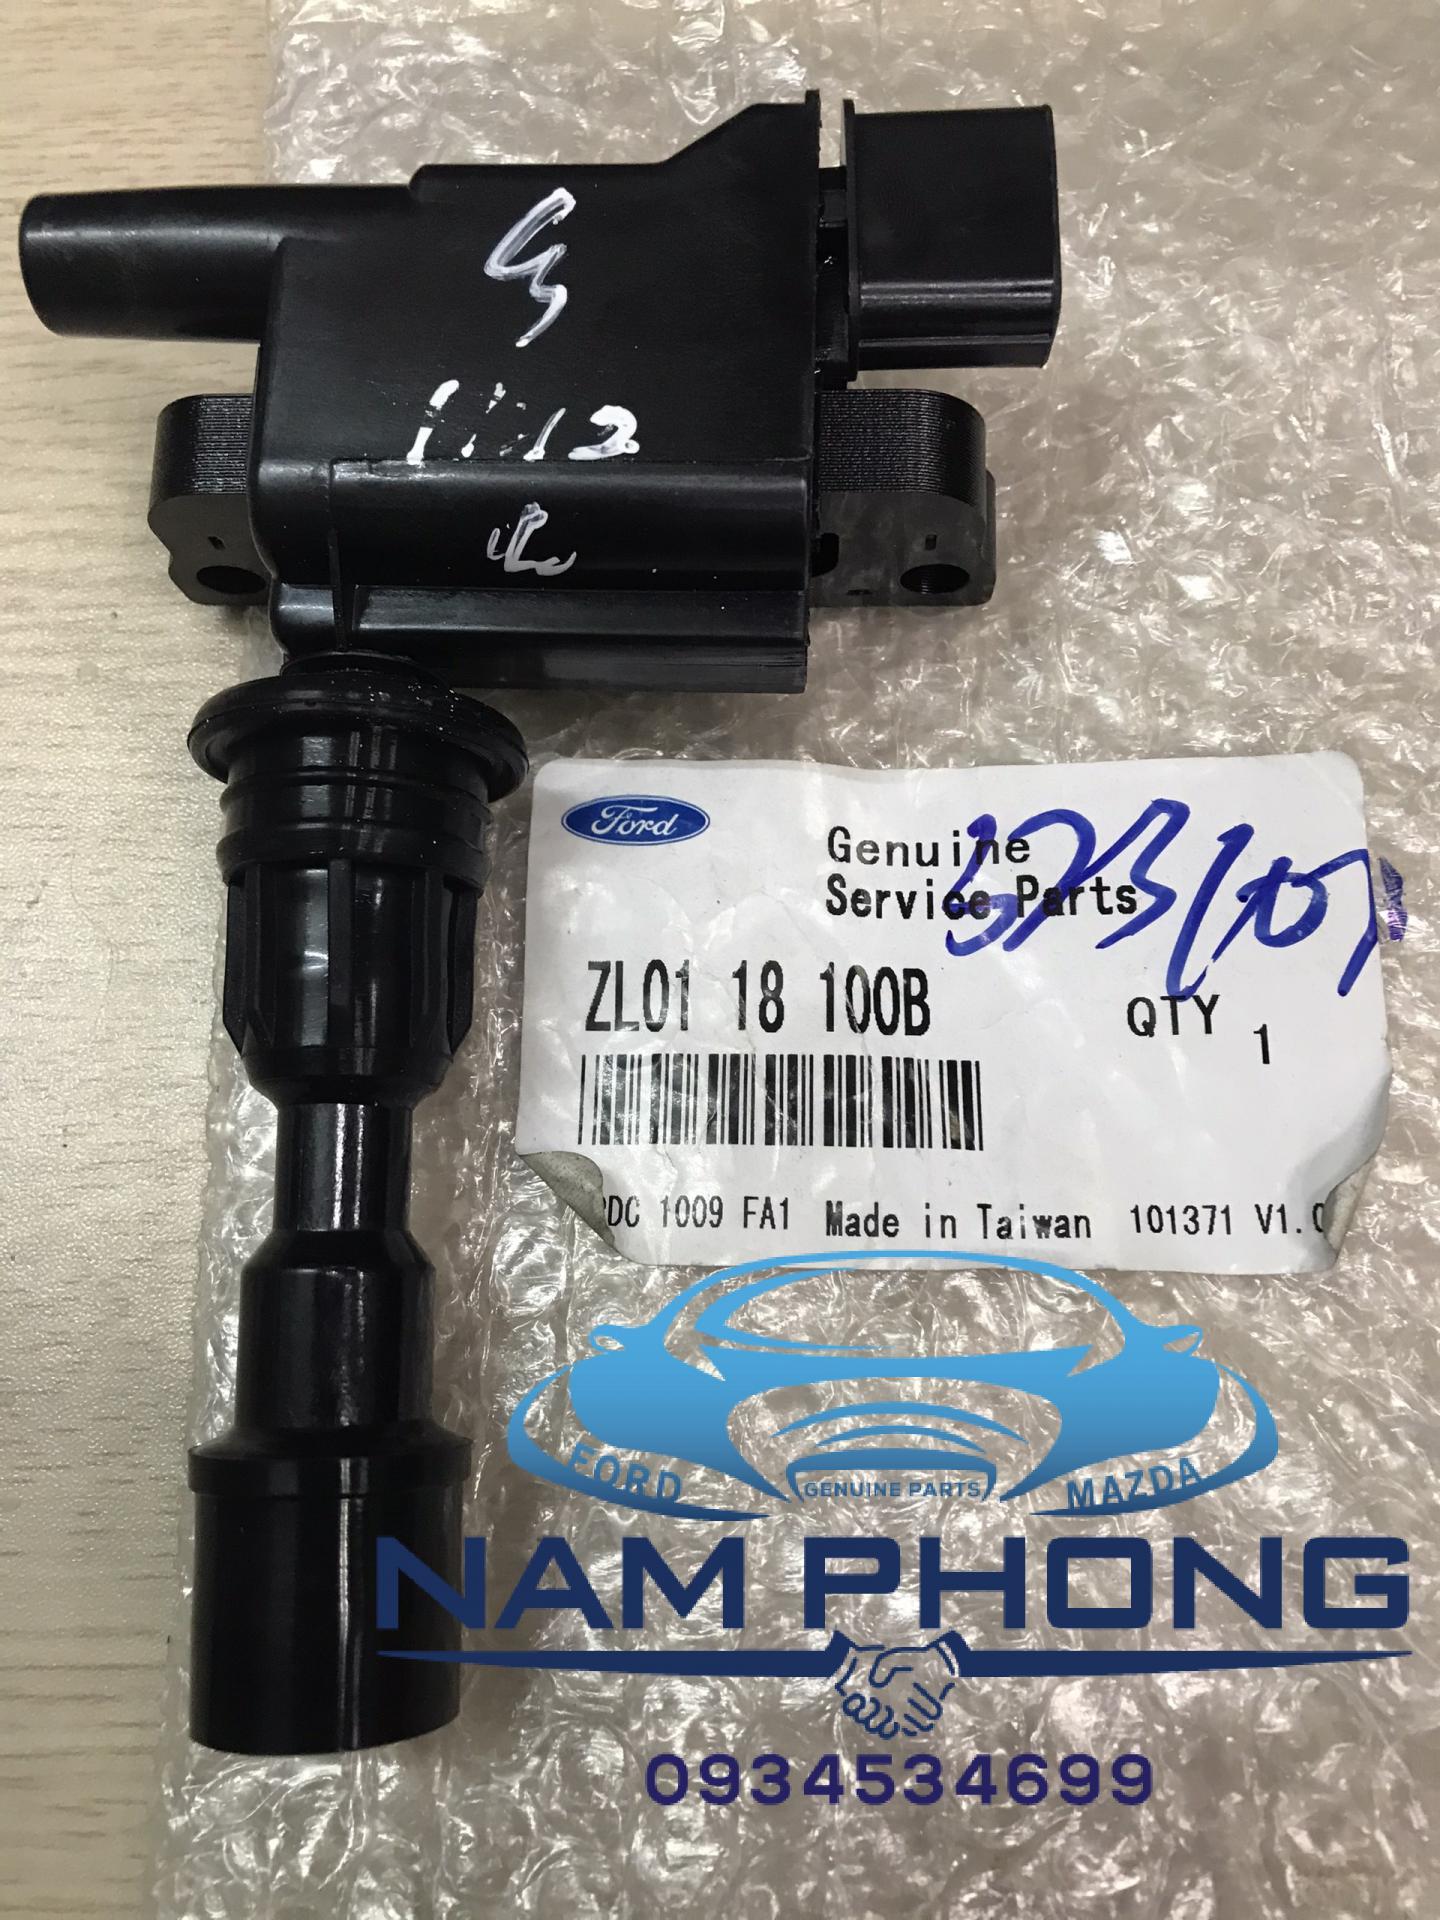 Ford
Genuine
Service Parts
ZL01 18 100B
QTY 1
DC 1009 FA1 Made in Taiwan 101371 V1.
FORD GENUINE PARTS MAZDA
NAM PHONG
0934534699